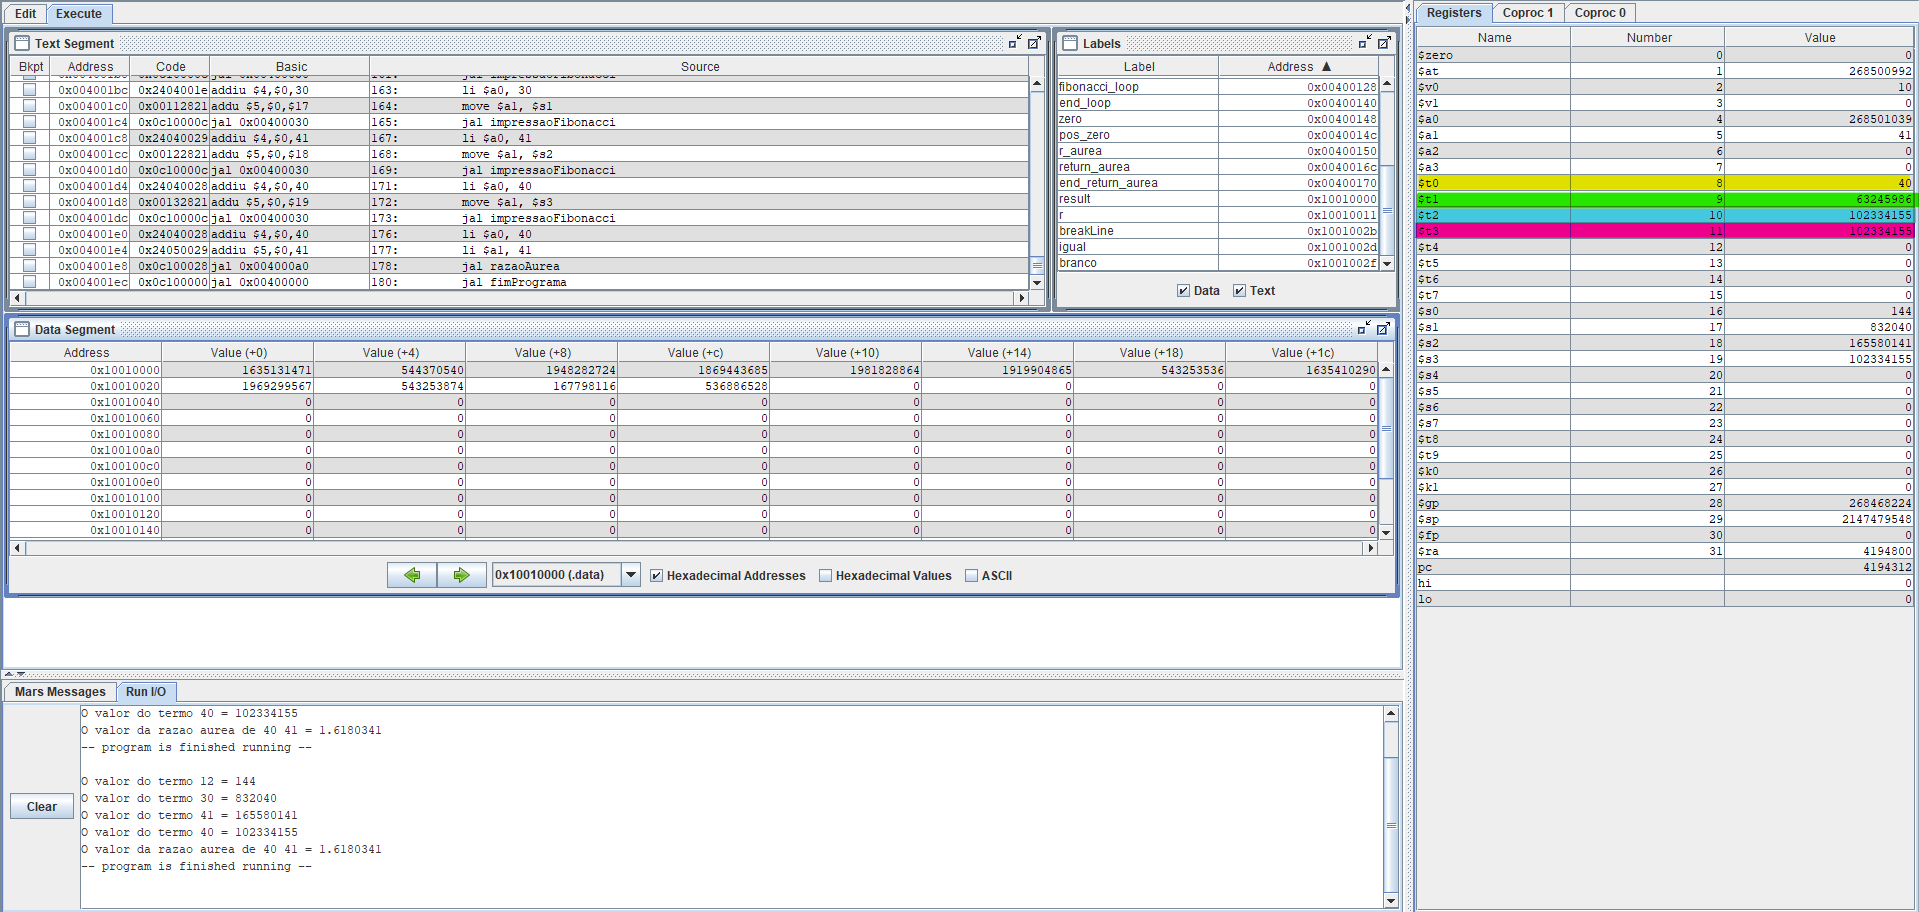 Edit Execute
Text Segment
Bkpt Address Code Basic Source
0x004001bc 0x2404001e addiu $4,$0,30 163: li $a0, 30
0x004001c0 0x00112821 addu $5,$0,$17 164: move $a1, $s1
0x004001c4 0x0c10000c jal 0x00400030 165: jal impressaoFibonacci
0x004001c8 0x24040029 addiu $4,$0,41 167: li $a0, 41
0x004001cc 0x00122821 addu $5,$0,$18 168: move $a1, $s2
0x004001d0 0x0c10000c jal 0x00400030 169: jal impressaoFibonacci
0x004001d4 0x24040028 addiu $4,$0,40 171: li $a0, 40
0x004001d8 0x00132821 addu $5,$0,$19 172: move $a1, $s3
0x004001dc 0x0c10000c jal 0x00400030 173: jal impressaoFibonacci
0x004001e0 0x24040028 addiu $4,$0,40 176: li $a0, 40
0x004001e4 0x24050029 addiu $5,$0,41 177: li $a1, 41
0x004001e8 0x0c100028 jal 0x004000a0 178: jal razaoAurea
0x004001ec 0x0c100000 jal 0x00400000 180: jal fimPrograma
Labels
Label Address ▲
fibonacci_loop 0x00400128
end_loop 0x00400140
zero 0x00400148
pos_zero 0x0040014c
r_aurea 0x00400150
return_aurea 0x0040016c
end_return_aurea 0x00400170
result 0x10010000
r 0x10010011
breakLine 0x1001002b
igual 0x1001002d
branco 0x1001002f
Data Text
Data Segment
Address Value (+0) Value (+4) Value (+8) Value (+c) Value (+10) Value (+14) Value (+18) Value (+1c)
0x10010000 1635131471 544370540 1948282724 1869443685 1981828864 1919904865 543253536 1635410290
0x10010020 1969299567 543253874 167798116 536886528 0 0 0 0
0x10010040 0 0 0 0 0 0 0 0
0x10010060 0 0 0 0 0 0 0 0
0x10010080 0 0 0 0 0 0 0 0
0x100100a0 0 0 0 0 0 0 0 0
0x100100c0 0 0 0 0 0 0 0 0
0x100100e0 0 0 0 0 0 0 0 0
0x10010100 0 0 0 0 0 0 0 0
0x10010120 0 0 0 0 0 0 0 0
0x10010140 0 0 0 0 0 0 0 0
0x10010000 (.data) Hexadecimal Addresses Hexadecimal Values ASCII
Mars Messages Run I/O
Clear
O valor do termo 40 = 102334155
O valor da razao aurea de 40 41 = 1.6180341
-- program is finished running --
O valor do termo 12 = 144
O valor do termo 30 = 832040
O valor do termo 41 = 165580141
O valor do termo 40 = 102334155
O valor da razao aurea de 40 41 = 1.6180341
-- program is finished running --
Registers Coproc 1 Coproc 0
Name Number Value
$zero 0 0
$at 1 268500992
$v0 2 10
$v1 3 0
$a0 4 268501039
$a1 5 41
$a2 6 0
$a3 7 0
$t0 8 40
$t1 9 63245986
$t2 10 102334155
$t3 11 102334155
$t4 12 0
$t5 13 0
$t6 14 0
$t7 15 0
$s0 16 144
$s1 17 832040
$s2 18 165580141
$s3 19 102334155
$s4 20 0
$s5 21 0
$s6 22 0
$s7 23 0
$t8 24 0
$t9 25 0
$k0 26 0
$k1 27 0
$gp 28 268468224
$sp 29 2147479548
$fp 30 0
$ra 31 4194800
pc 4194312
hi 0
lo 0